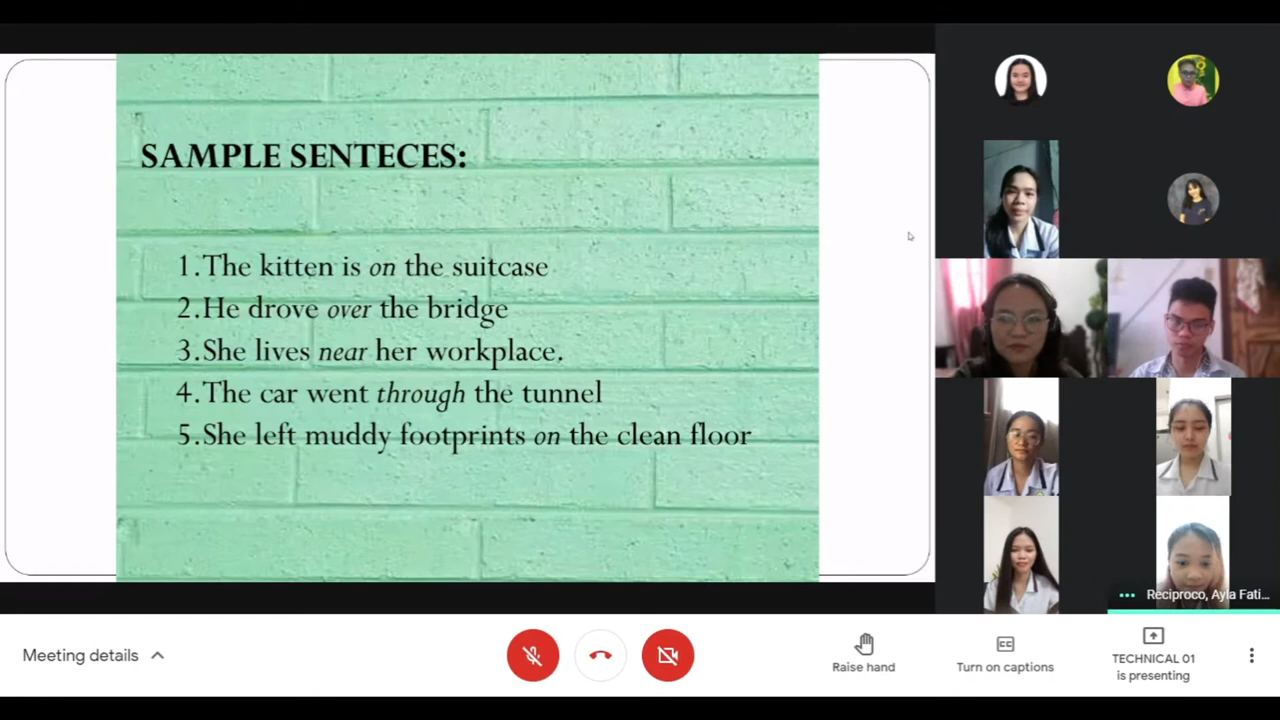 SAMPLE SENTECES:
1.The kitten is on the suitcase
2.He drove over the bridge
3.She lives near her workplace.
4.The car went through the tunnel
5.She left muddy footprints on the clean floor
Reciproco, Ayla Fati...
Meeting details
Raise hand
Turn on captions
TECHNICAL 01
is presenting